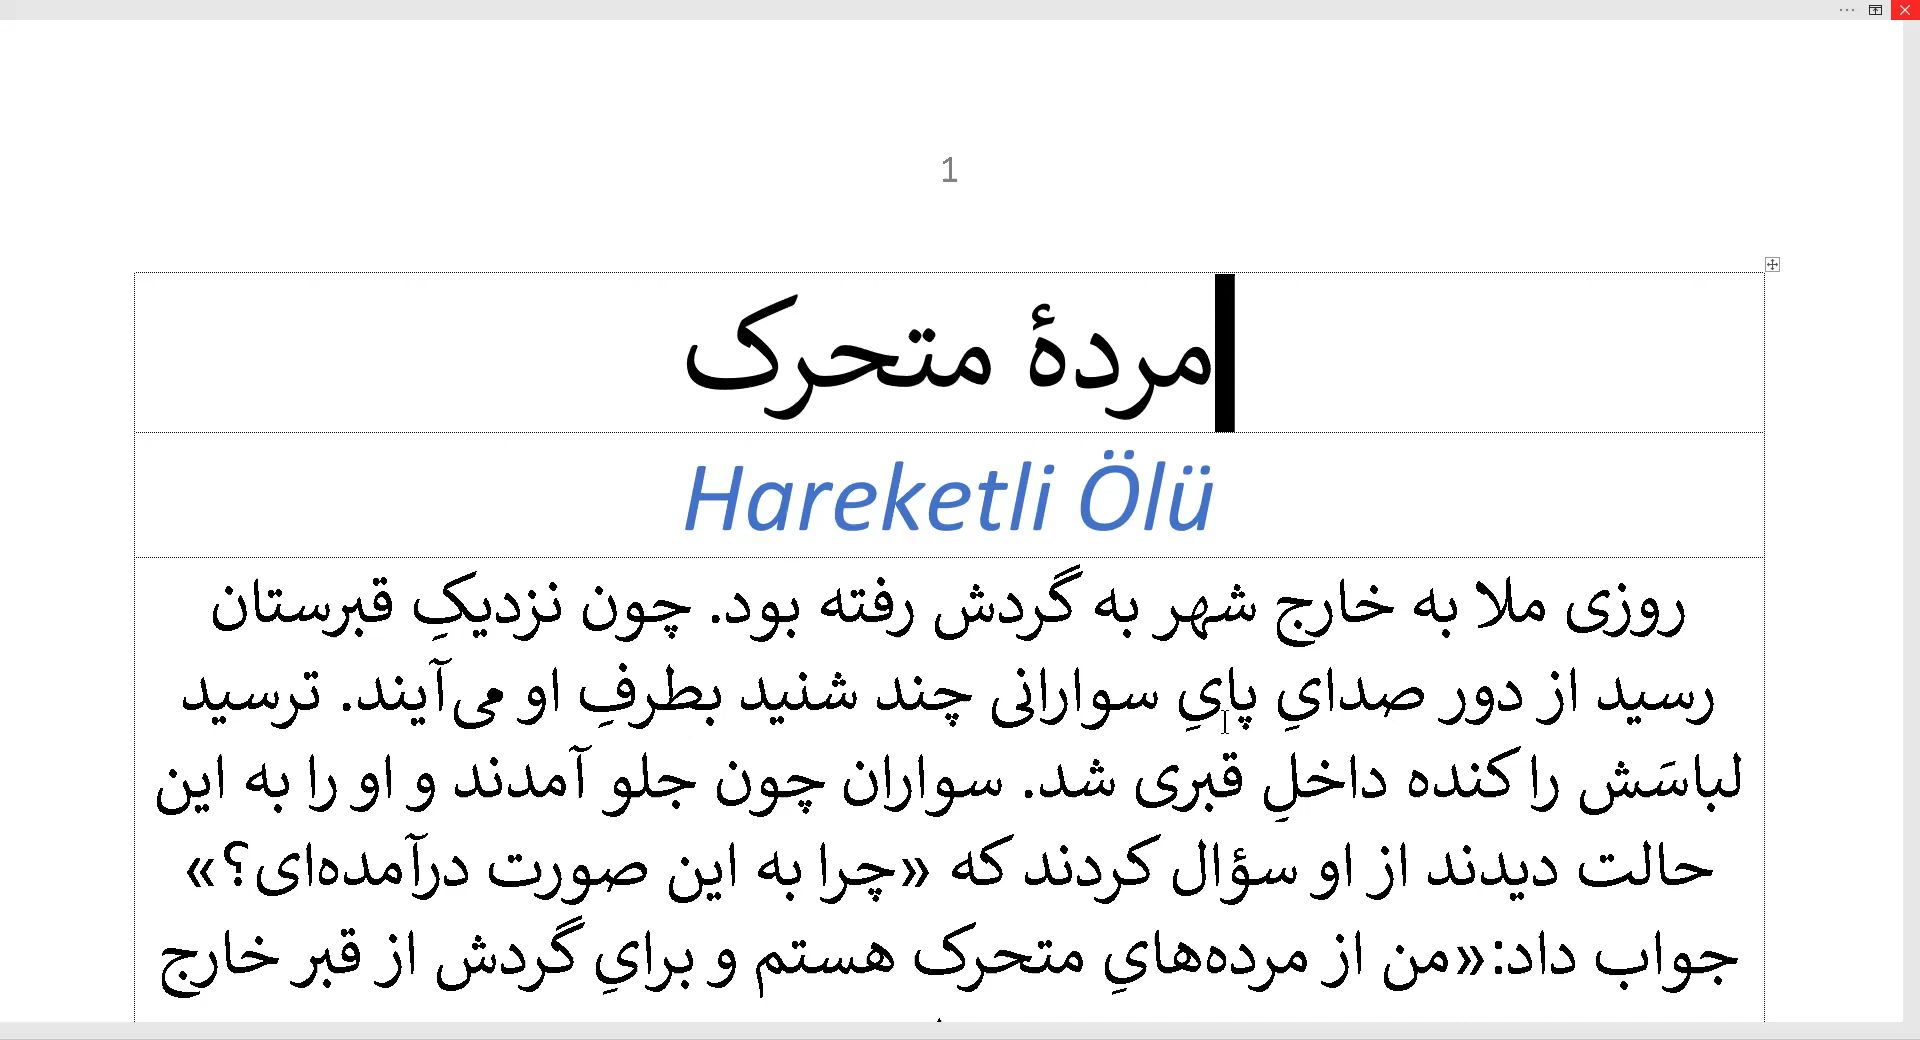 1
مردهٔ متحرک
Hareketli Ölü
روزی ملا به خارج شهر به گردش رفته بود. چون نزدیکِ قبرستان
رسید از دور صدایِ پایِ سوارانی چند شنید بطرفِ او می‌آیند. ترسید
لباسَش را کنده داخلِ قبری شد. سواران چون جلو آمدند و او را به این
حالت دیدند از او سؤال کردند که «چرا به این صورت درآمده‌ای؟»
جواب داد:«من از مرده‌هایِ متحرک هستم و برایِ گردش از قبر خارج